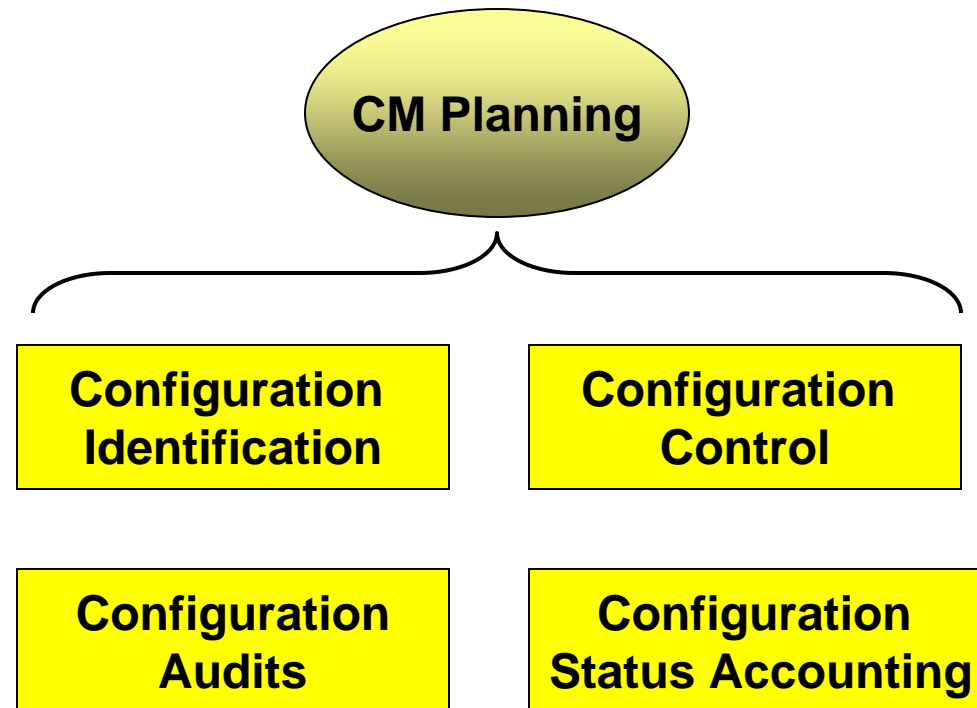 CM Planning
Configuration
Identification
Configuration
Control
Configuration
Audits
Configuration
Status Accounting